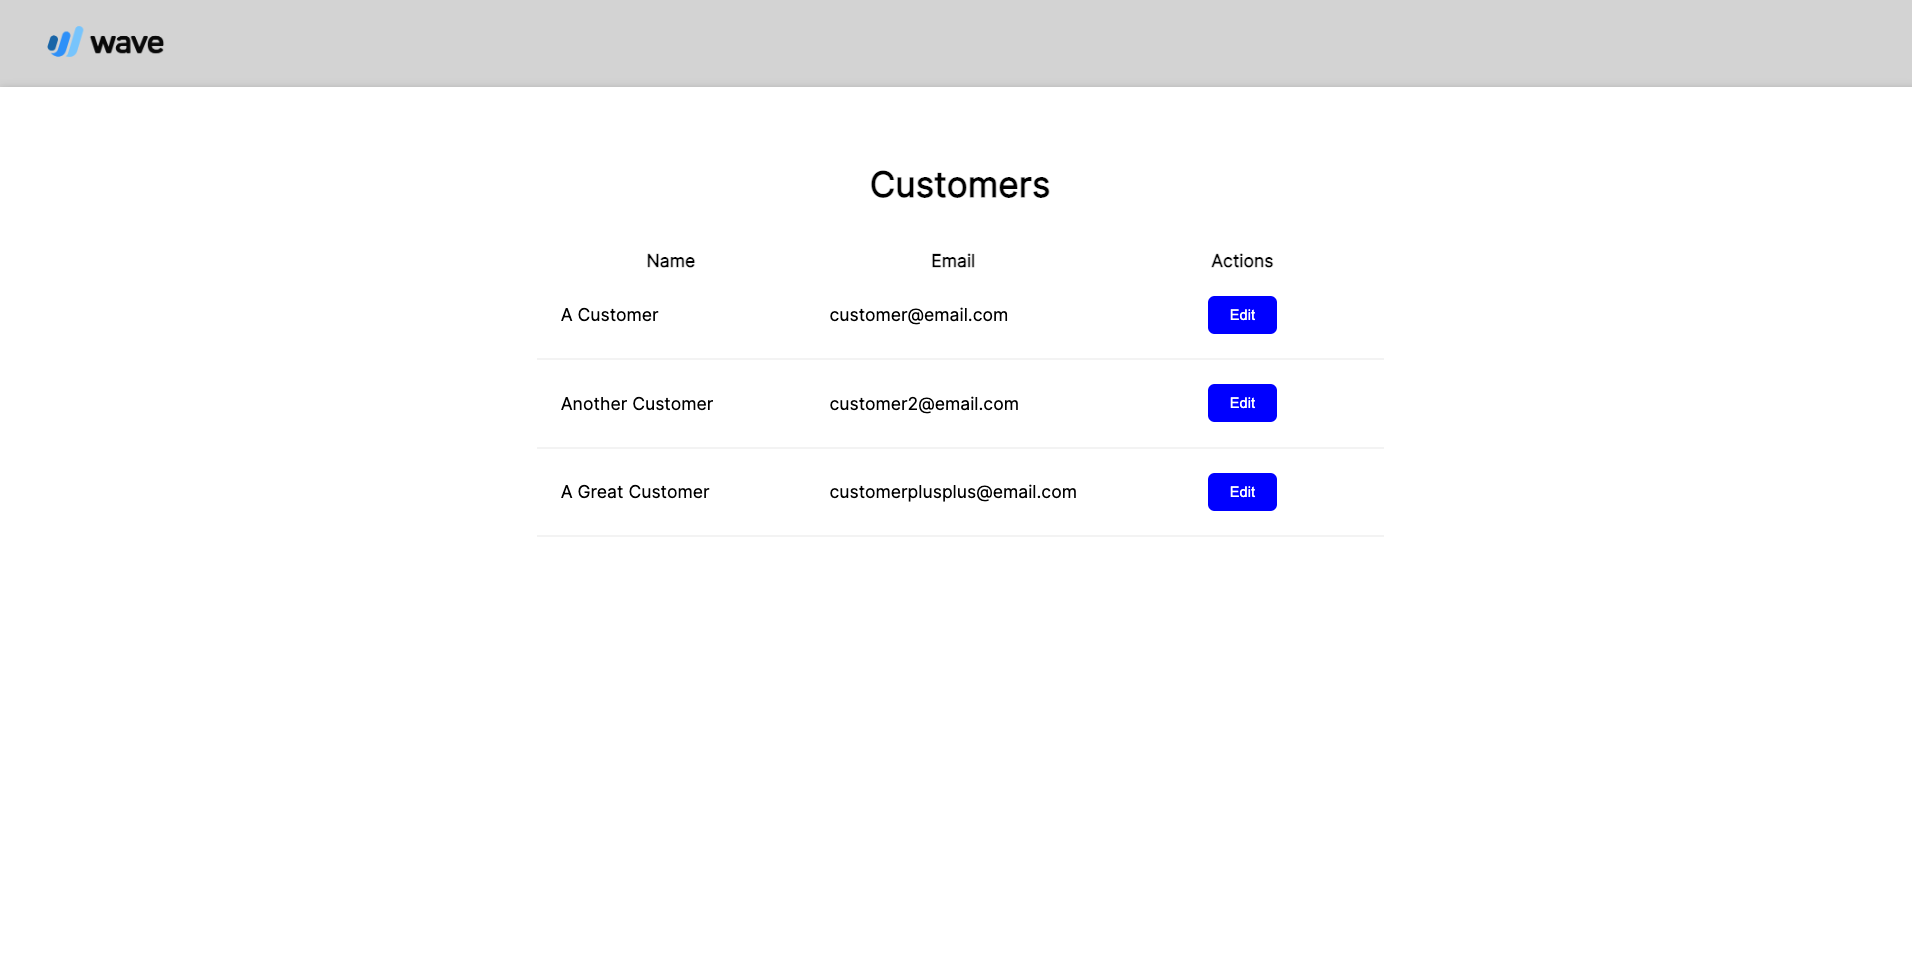 wave
Customers
Name Email Actions
A Customer customer@email.com Edit
Another Customer customer2@email.com Edit
A Great Customer customerplusplus@email.com Edit